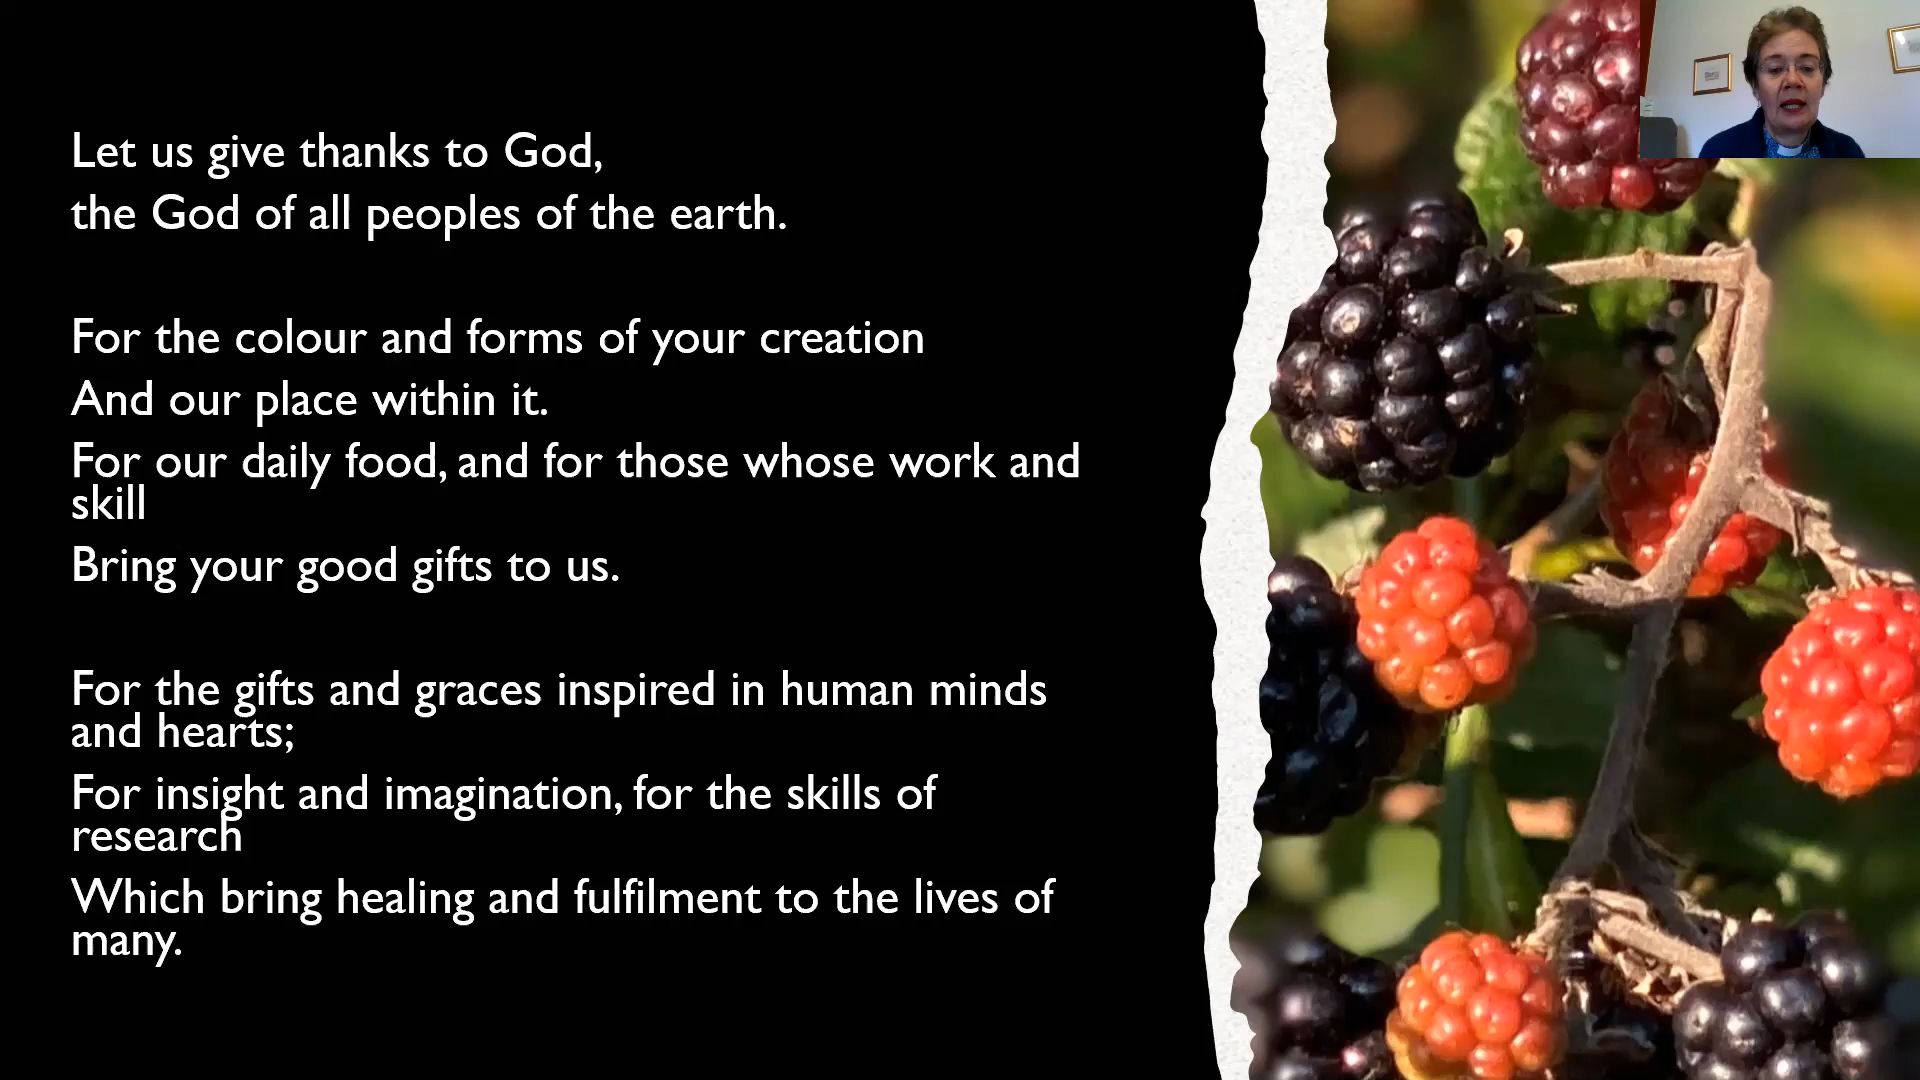 Let us give thanks to God,
the God of all peoples of the earth.
For the colour and forms of your creation
And our place within it.
For our daily food, and for those whose work and
skill
Bring your good gifts to us.
For the gifts and graces inspired in human minds
and hearts;
For insight and imagination, for the skills of
research
Which bring healing and fulfilment to the lives of
many.